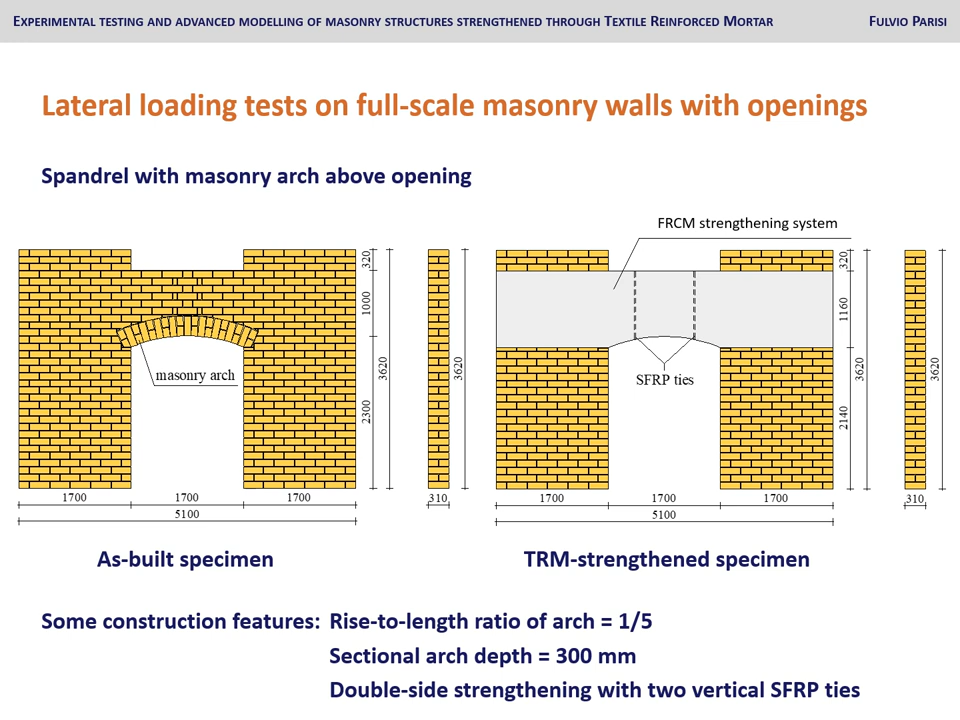 EXPERIMENTAL TESTING AND ADVANCED MODELLING OF MASONRY STRUCTURES STRENGTHENED THROUGH TEXTILE REINFORCED MORTAR
FULVIO PARISI
Lateral loading tests on full-scale masonry walls with openings
Spandrel with masonry arch above opening
FRCM strengthening system
320
1000
2300
3620
3620
masonry arch
1700
1700
1700
5100
310
320
1160
2140
3620
3620
SFRP ties
1700
1700
1700
5100
310
As-built specimen
TRM-strengthened specimen
Some construction features: Rise-to-length ratio of arch = 1/5
Sectional arch depth = 300 mm
Double-side strengthening with two vertical SFRP ties